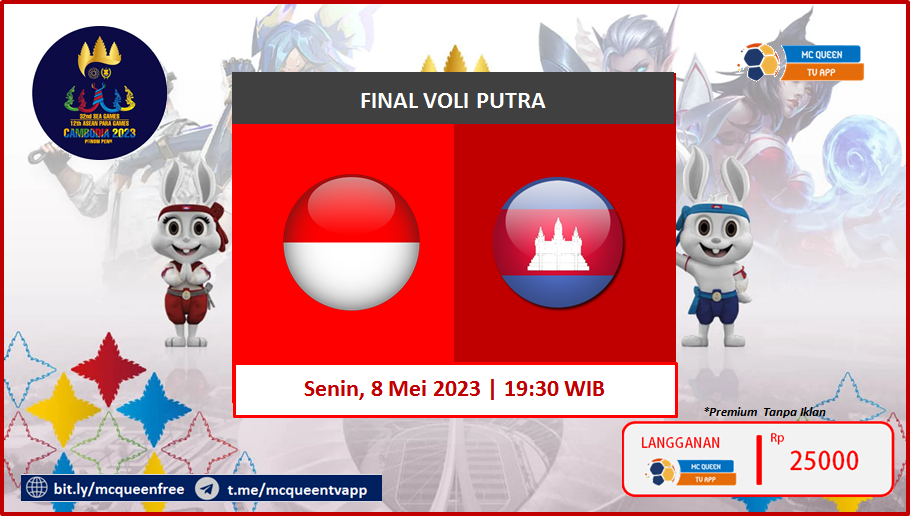 32nd SEA GAMES
12th ASEAN PARA GAMES
CAMBODIA 2023
PHNOM PENH
MC QUEEN
TV APP
FINAL VOLI PUTRA
Senin, 8 Mei 2023 | 19:30 WIB
*Premium Tanpa Iklan
LANGGANAN
Rp
25000
MC QUEEN
TV APP
bit.ly/mcqueenfree
t.me/mcqueentvapp